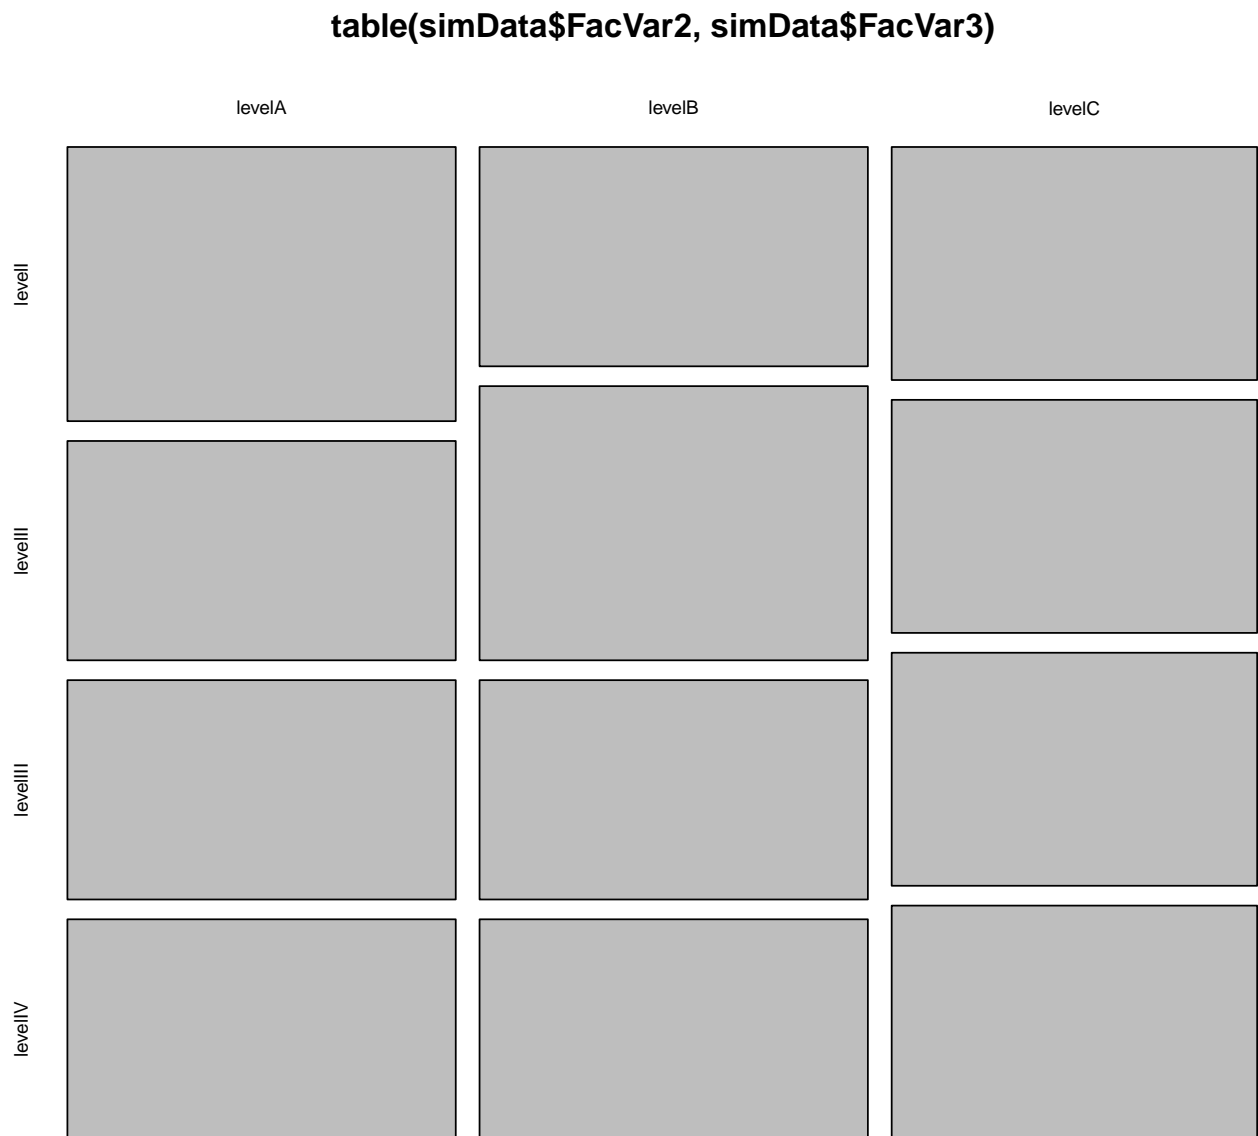 table(simData$FacVar2, simData$FacVar3)
levelA levelB levelC
levelI
levelII
levelIII
levelIV